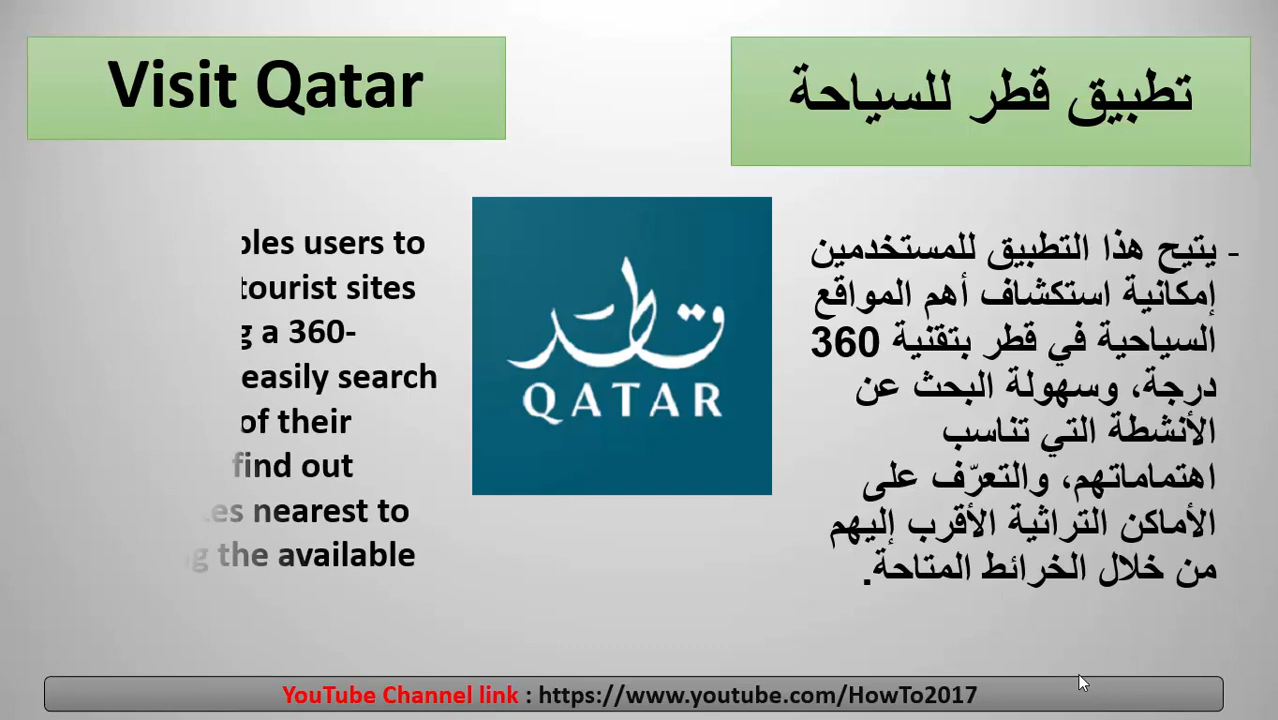 Visit Qatar
تطبيق قطر للسياحة
users to
tourist sites
a 360-
easily search
of their
find out
nearest to
the available
قطر
QATAR
- يتيح هذا التطبيق للمستخدمين
إمكانية استكشاف أهم المواقع
السياحية في قطر بتقنية 360
درجة، وسهولة البحث عن
الأنشطة التي تناسب
اهتماماتهم، والتعرّف على
الأماكن التراثية الأقرب إليهم
من خلال الخرائط المتاحة.
YouTube Channel link : https://www.youtube.com/HowTo2017